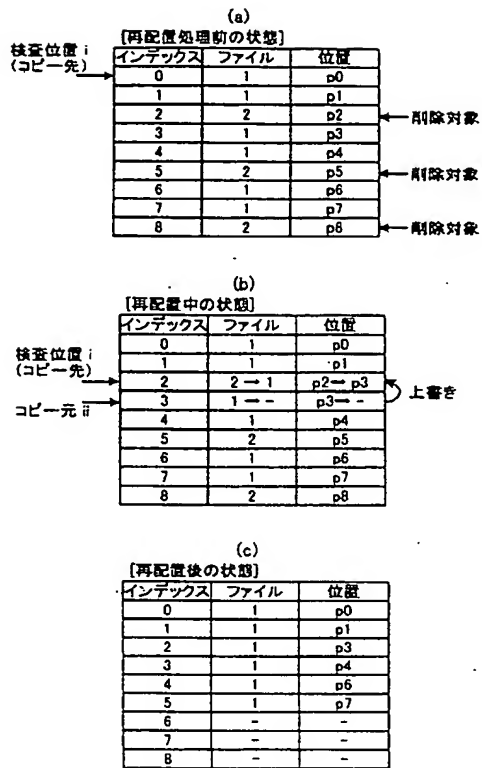 (a)
[再配置処理前の状態]
検査位置 i
(コピー先)
インデックス ファイル 位置
0 1 p0
1 1 p1
2 2 p2 削除対象
3 1 p3
4 1 p4
5 2 p5 削除対象
6 1 p6
7 1 p7
8 2 p8 削除対象
(b)
[再配置中の状態]
インデックス ファイル 位置
0 1 p0
1 1 p1
検査位置 i
(コピー先)
2 2→1 p2→p3
上書き
コピー元 ii
3 1→- p3→-
4 1 p4
5 2 p5
6 1 p6
7 1 p7
8 2 p8
(c)
[再配置後の状態]
インデックス ファイル 位置
0 1 p0
1 1 p1
2 1 p3
3 1 p4
4 1 p6
5 1 p7
6 - -
7 - -
8 - -